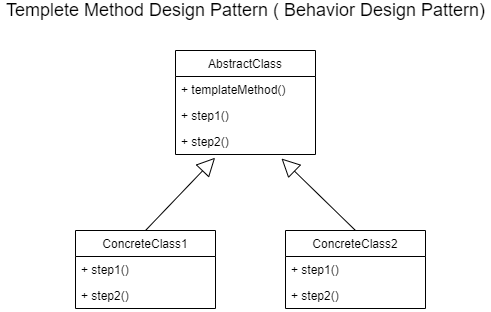 Templete Method Design Pattern ( Behavior Design Pattern)
AbstractClass
+ templateMethod()
+ step1()
+ step2()
ConcreteClass1
+ step1()
+ step2()
ConcreteClass2
+ step1()
+ step2()